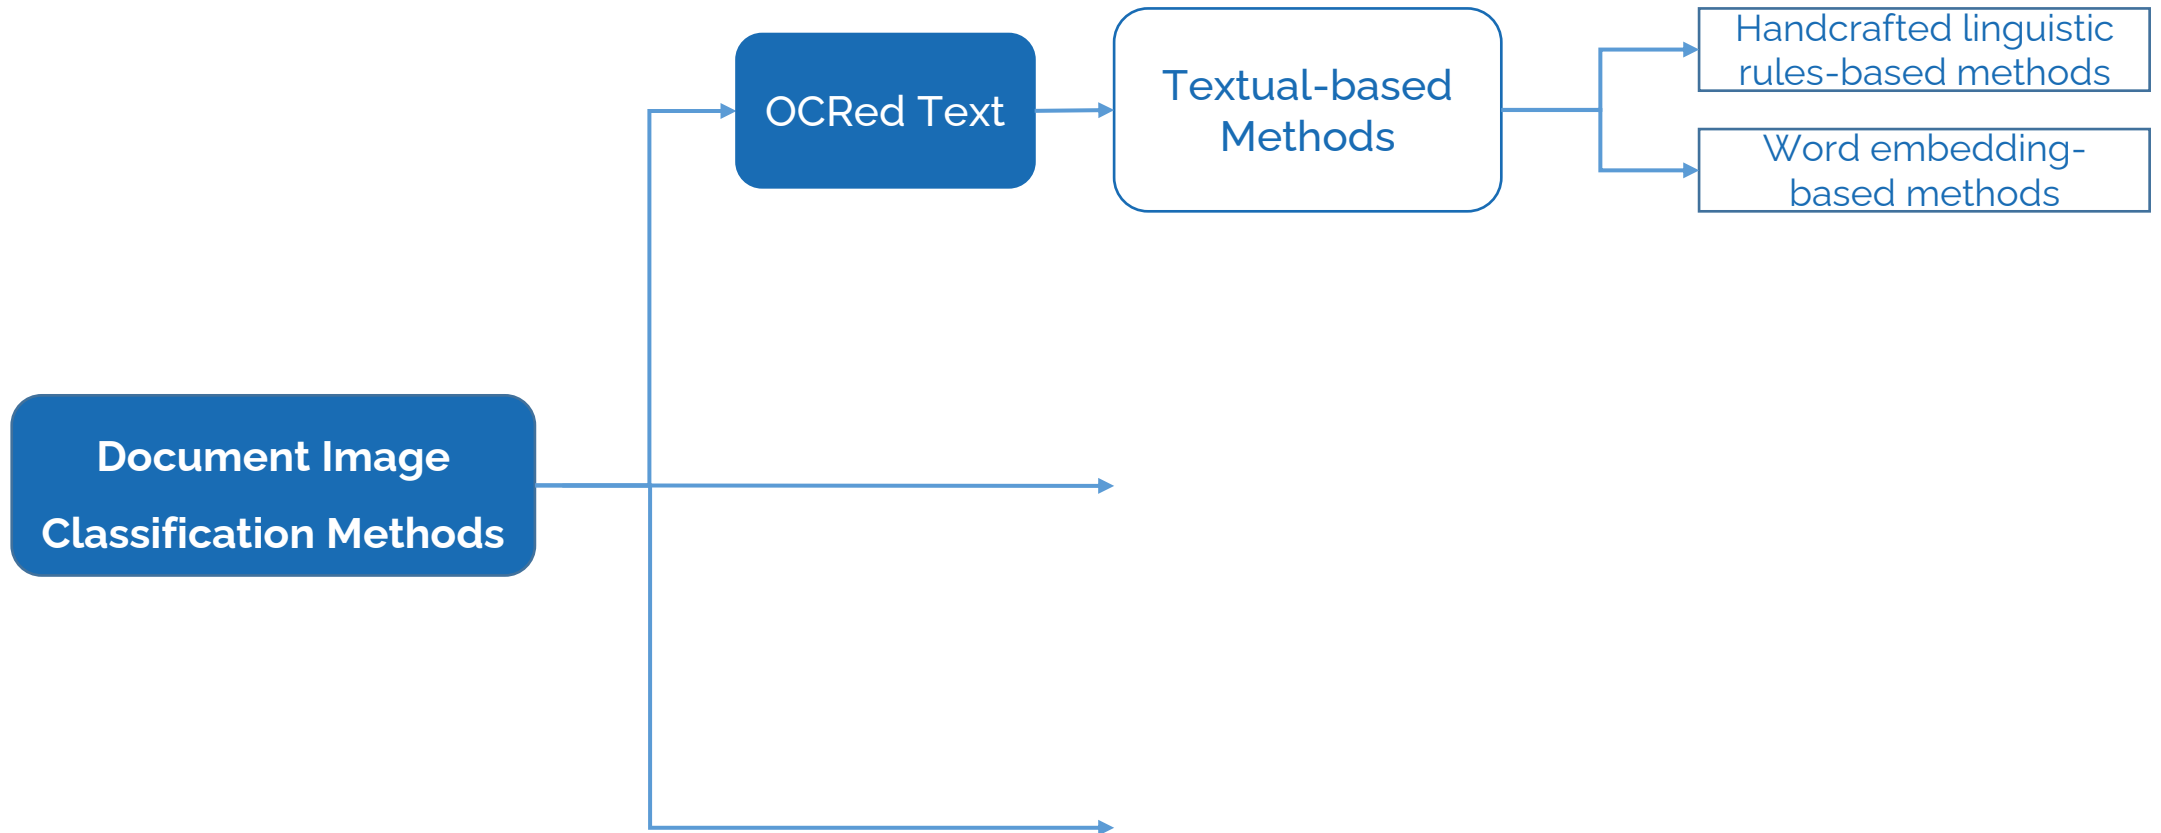 Document Image
Classification Methods
OCRed Text
Textual-based
Methods
Handcrafted linguistic
rules-based methods
Word embedding-
based methods